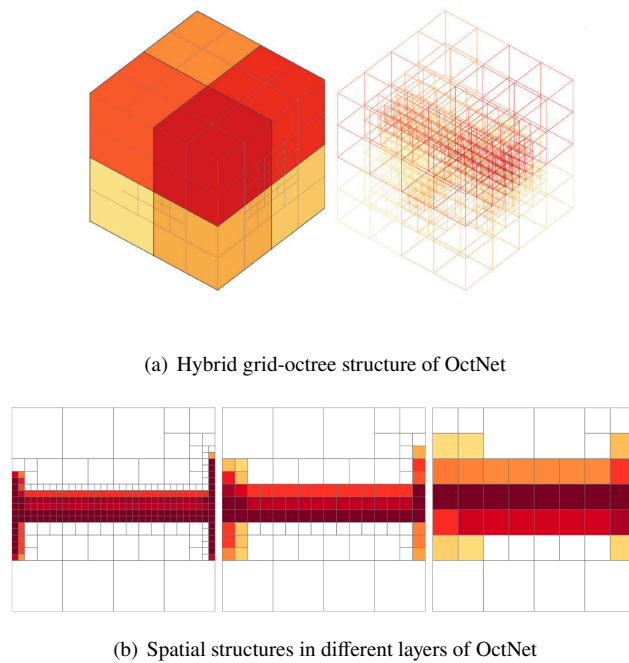 (a) Hybrid grid-octree structure of OctNet
(b) Spatial structures in different layers of OctNet